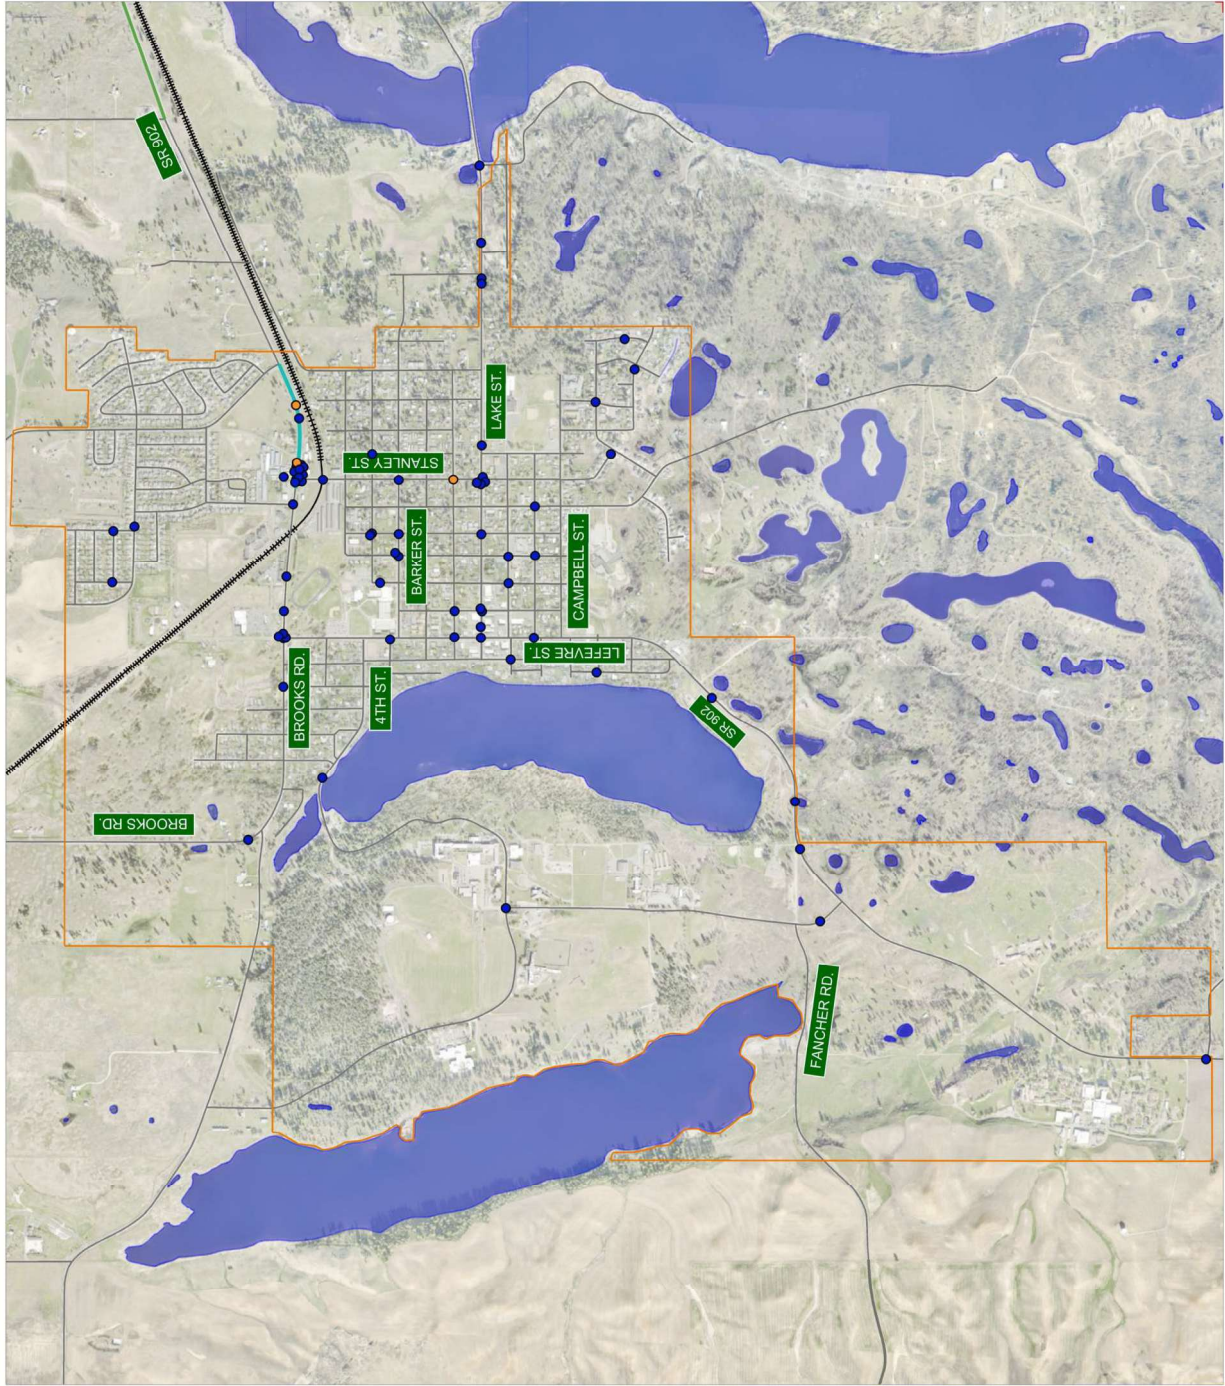 SR 902
LAKE ST.
STANLEY ST.
BARKER ST.
CAMPBELL ST.
LEFEVRE ST.
BROOKS RD.
4TH ST.
SR 902
BROOKS RD.
FANCHER RD.